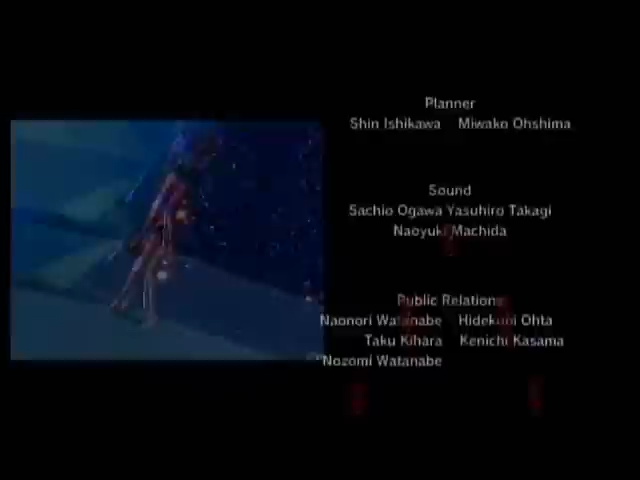 Planner
Shin Ishikawa Miwako Ohshima
Sound
Sachio Ogawa Yasuhiro Takagi
Naoyuki Machida
Public Relations
Naonori Watanabe Hidekuni Ohta
Taku Kihara Kenichi Kasama
Nozomi Watanabe